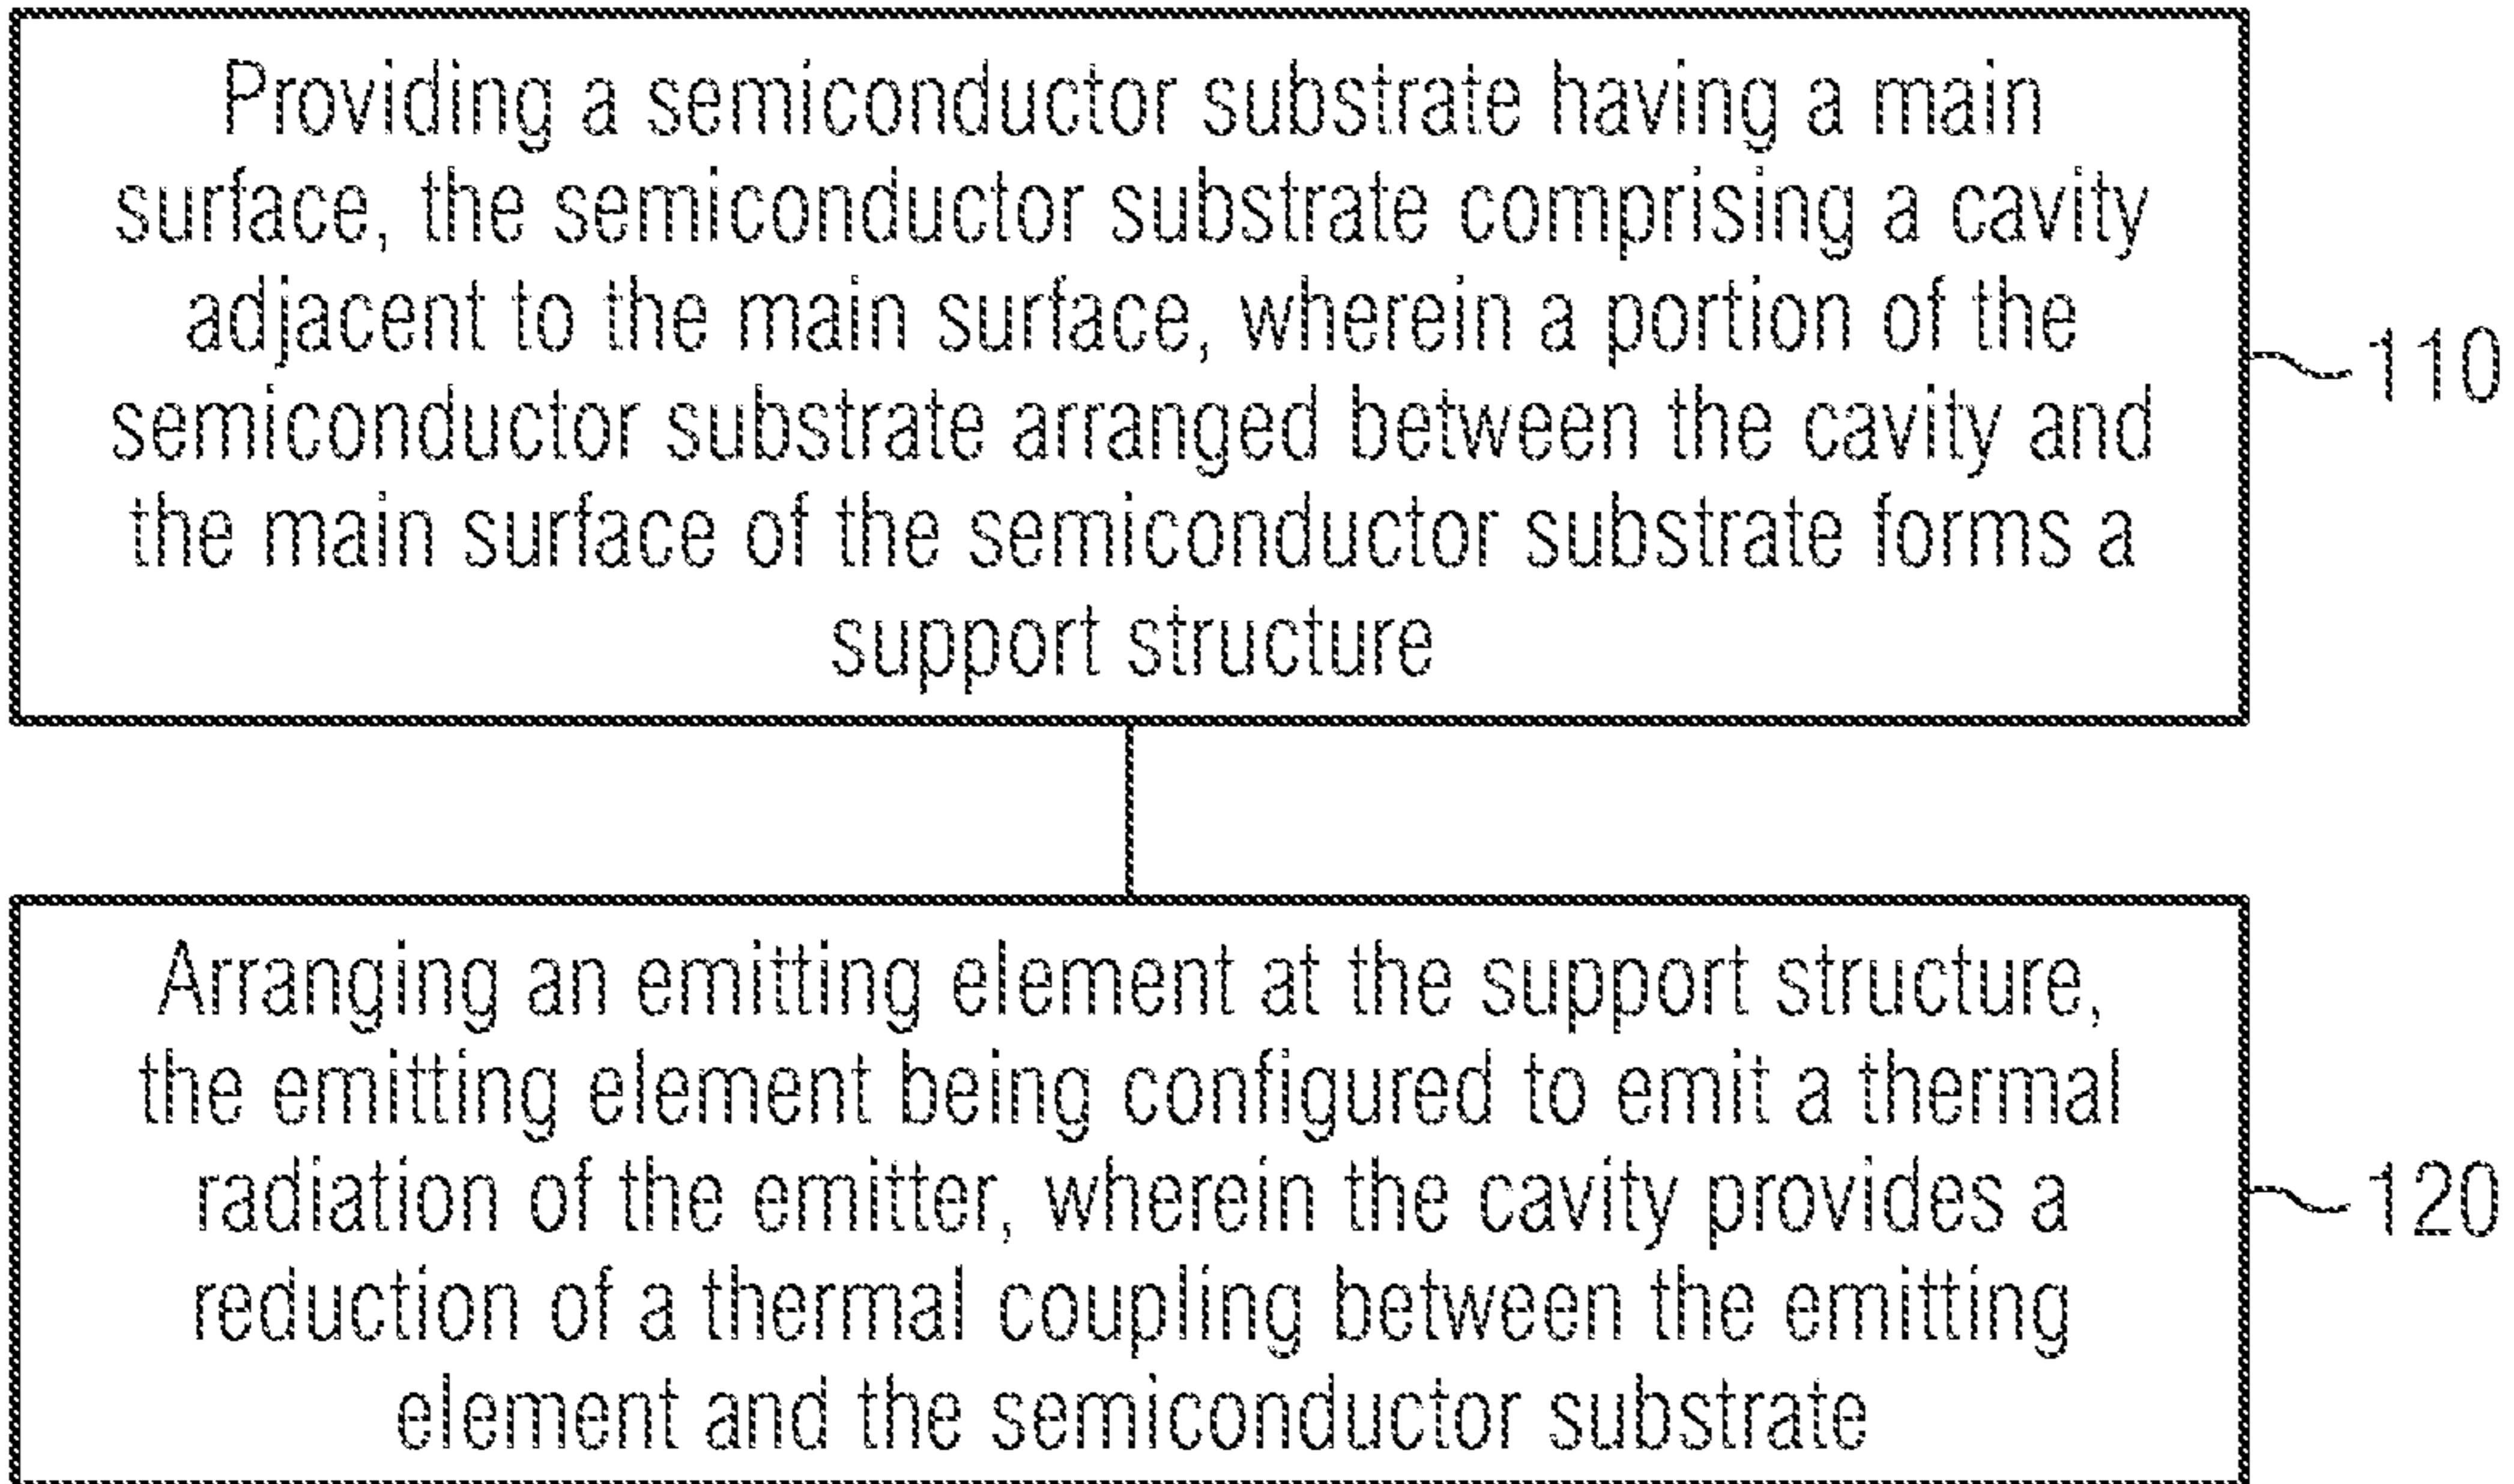 Providing a semiconductor substrate having a main
surface, the semiconductor substrate comprising a cavity
adjacent to the main surface, wherein a portion of the
semiconductor substrate arranged between the cavity and
the main surface of the semiconductor substrate forms a
support structure
110
Arranging an emitting element at the support structure,
the emitting element being configured to emit a thermal
radiation of the emitter, wherein the cavity provides a
reduction of a thermal coupling between the emitting
element and the semiconductor substrate
120